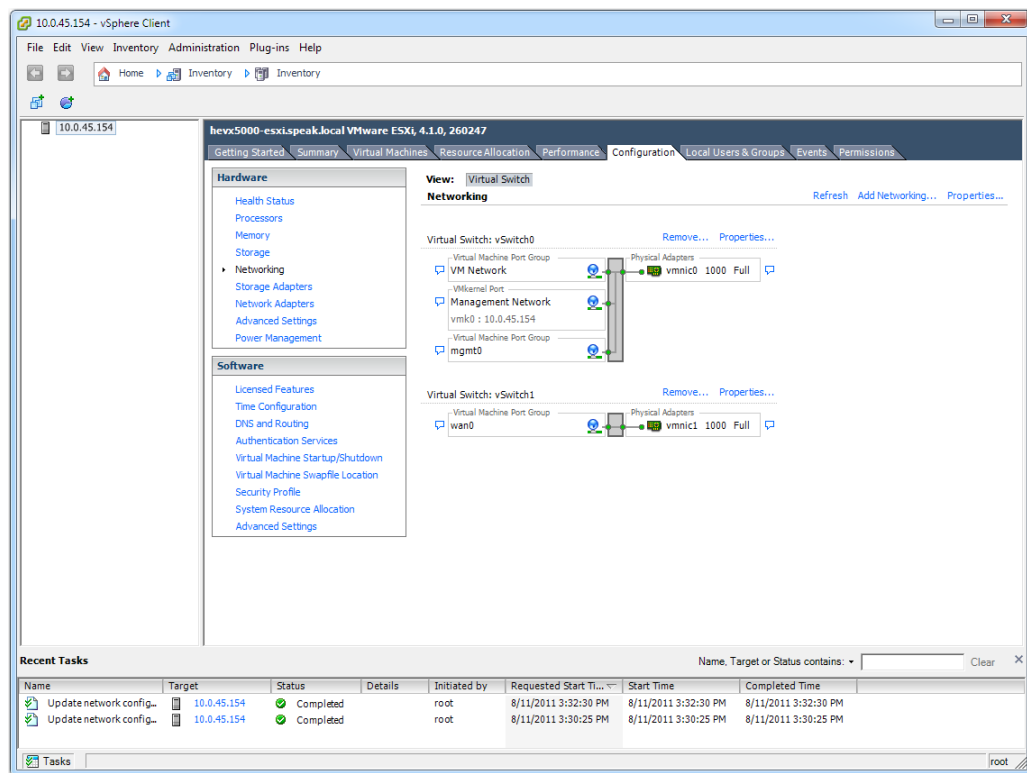 10.0.45.154 - vSphere Client
File Edit View Inventory Administration Plug-ins Help
Home Inventory Inventory
10.0.45.154
hevx5000-esxi.speak.local VMware ESXi, 4.1.0, 260247
Getting Started Summary Virtual Machines Resource Allocation Performance Configuration Local Users & Groups Events Permissions
Hardware
Health Status
Processors
Memory
Storage
Networking
Storage Adapters
Network Adapters
Advanced Settings
Power Management
Software
Licensed Features
Time Configuration
DNS and Routing
Authentication Services
Virtual Machine Startup/Shutdown
Virtual Machine Swapfile Location
Security Profile
System Resource Allocation
Advanced Settings
View: Virtual Switch
Networking Refresh Add Networking... Properties...
Virtual Switch: vSwitch0 Remove... Properties...
Virtual Machine Port Group Physical Adapters
VM Network vmnic0 1000 Full
VMkernel Port
Management Network
vmk0 : 10.0.45.154
Virtual Machine Port Group
mgmt0
Virtual Switch: vSwitch1 Remove... Properties...
Virtual Machine Port Group Physical Adapters
wan0 vmnic1 1000 Full
Recent Tasks Name, Target or Status contains: Clear
Name Target Status Details Initiated by Requested Start Ti... Start Time Completed Time
Update network config... 10.0.45.154 Completed root 8/11/2011 3:32:30 PM 8/11/2011 3:32:30 PM 8/11/2011 3:32:30 PM
Update network config... 10.0.45.154 Completed root 8/11/2011 3:30:25 PM 8/11/2011 3:30:25 PM 8/11/2011 3:30:25 PM
Tasks root